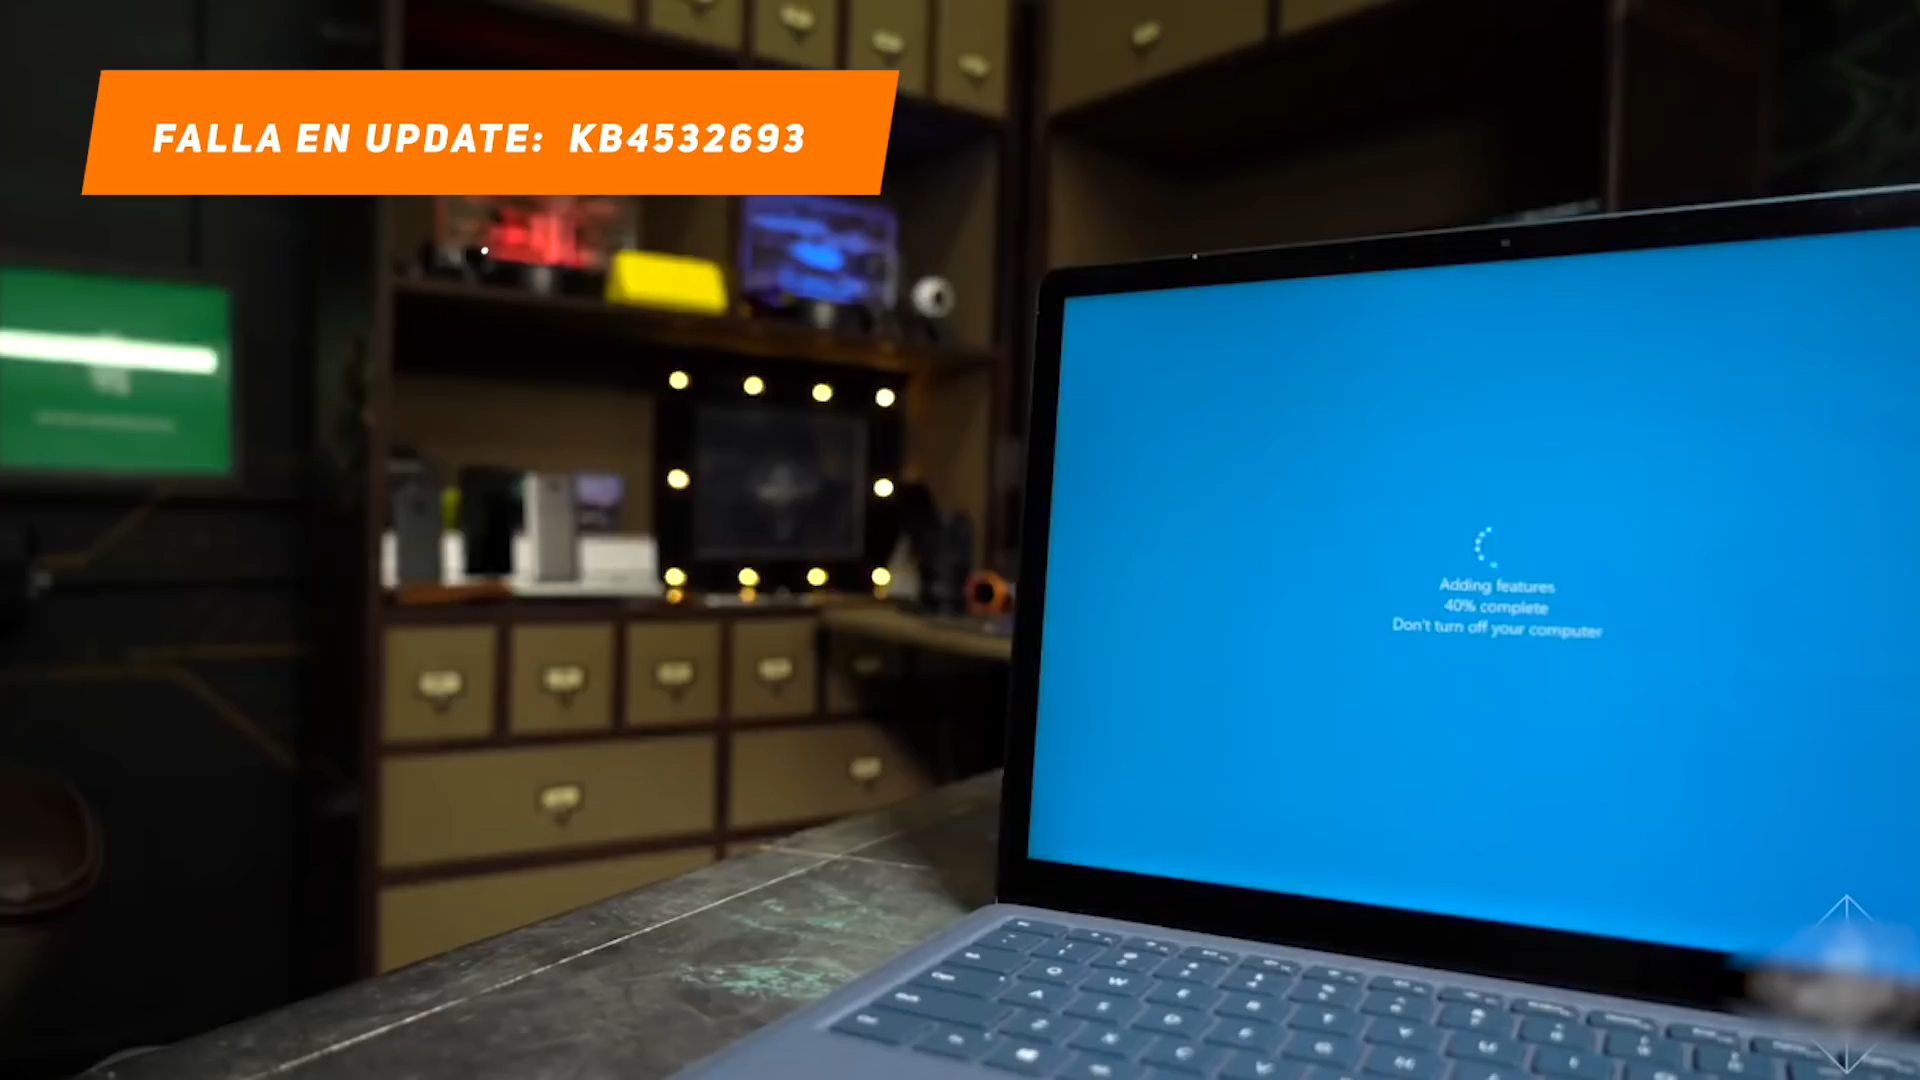 FALLA EN UPDATE: KB4532693
Adding features
40% complete
Don't turn off your computer